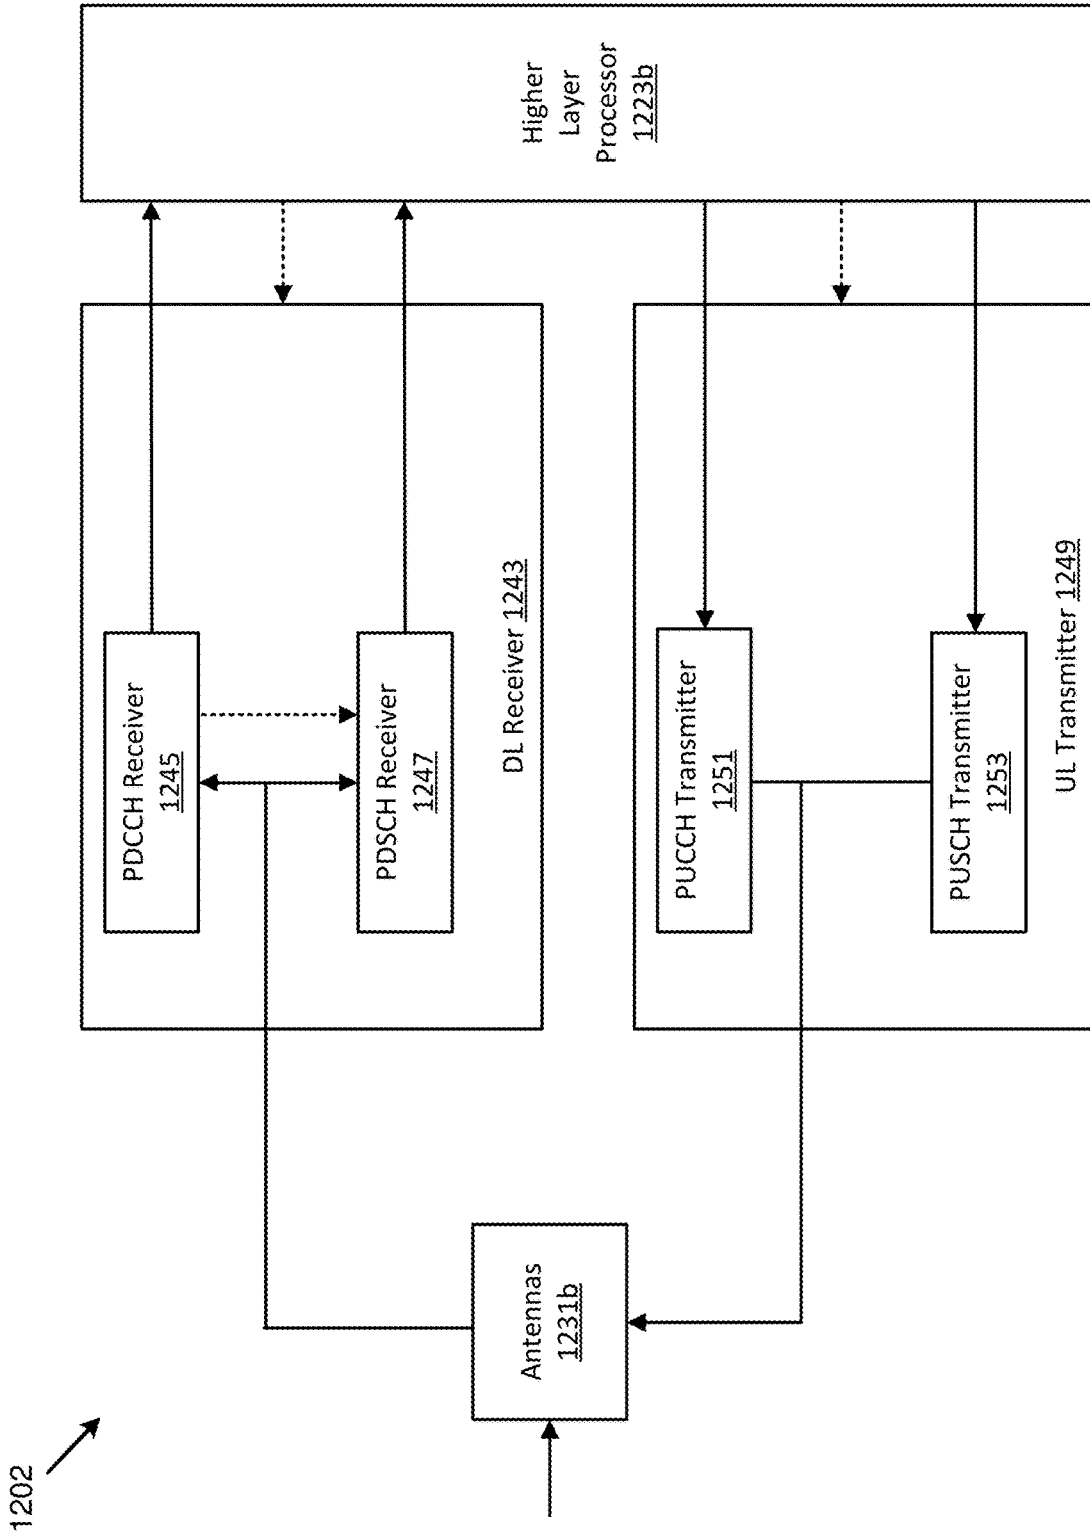 1202
Antennas
1231b
PDCCH Receiver
1245
PDSCH Receiver
1247
DL Receiver 1243
PUCCH Transmitter
1251
PUSCH Transmitter
1253
UL Transmitter 1249
Higher
Layer
Processor
1223b